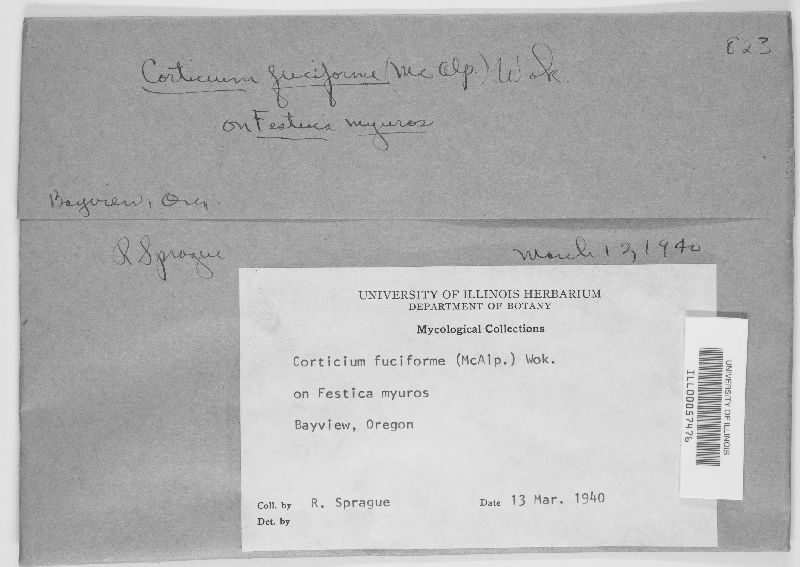 E23
Corticium fuciforme (McAlp.) Wak.
on Festuca myuros
Bayview, Ore.
R Sprague
March 13, 1940
UNIVERSITY OF ILLINOIS HERBARIUM
DEPARTMENT OF BOTANY
Mycological Collections
Corticium fuciforme (McAlp.) Wok.
on Festica myuros
Bayview, Oregon
Coll. by R. Sprague Date 13 Mar. 1940
Det. by
UNIVERSITY OF ILLINOIS
ILL00057476